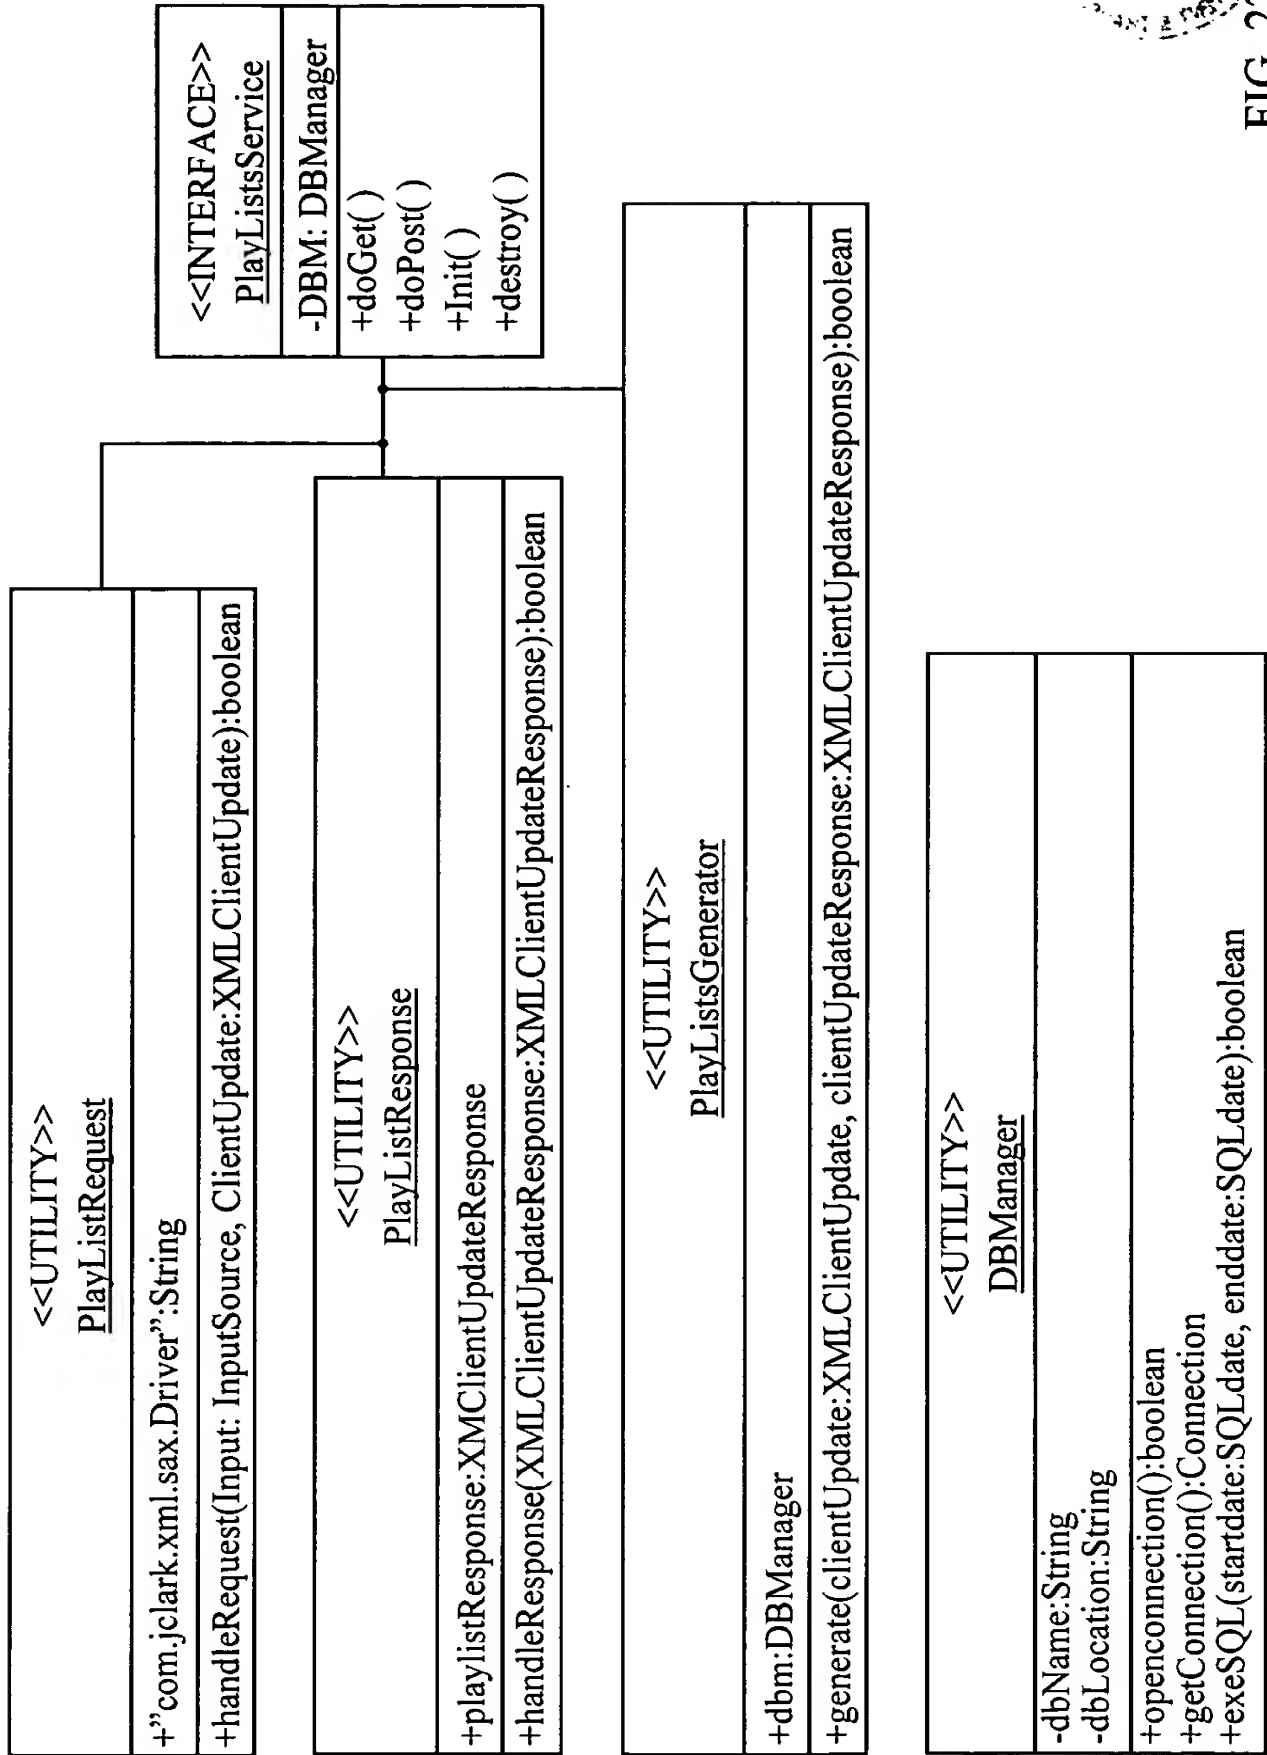 <<UTILITY>>
PlayListRequest
+”com.jclark.xml.sax.Driver”:String
+handleRequest(Input: InputSource, ClientUpdate:XMLClientUpdate):boolean
<<UTILITY>>
PlayListResponse
+playlistResponse:XMClientUpdateResponse
+handleResponse(XMLClientUpdateResponse:XMLClientUpdateResponse):boolean
<<INTERFACE>>
PlayListsService
-DBM: DBManager
+doGet( )
+doPost( )
+Init( )
+destroy( )
<<UTILITY>>
PlayListsGenerator
+dbm:DBManager
+generate(clientUpdate:XMLClientUpdate, clientUpdateResponse:XMLClientUpdateResponse):boolean
<<UTILITY>>
DBManager
-dbName:String
-dbLocation:String
+openconnection():boolean
+getConnection():Connection
+exeSQL(startdate:SQLdate, enddate:SQLdate):boolean
FIG.